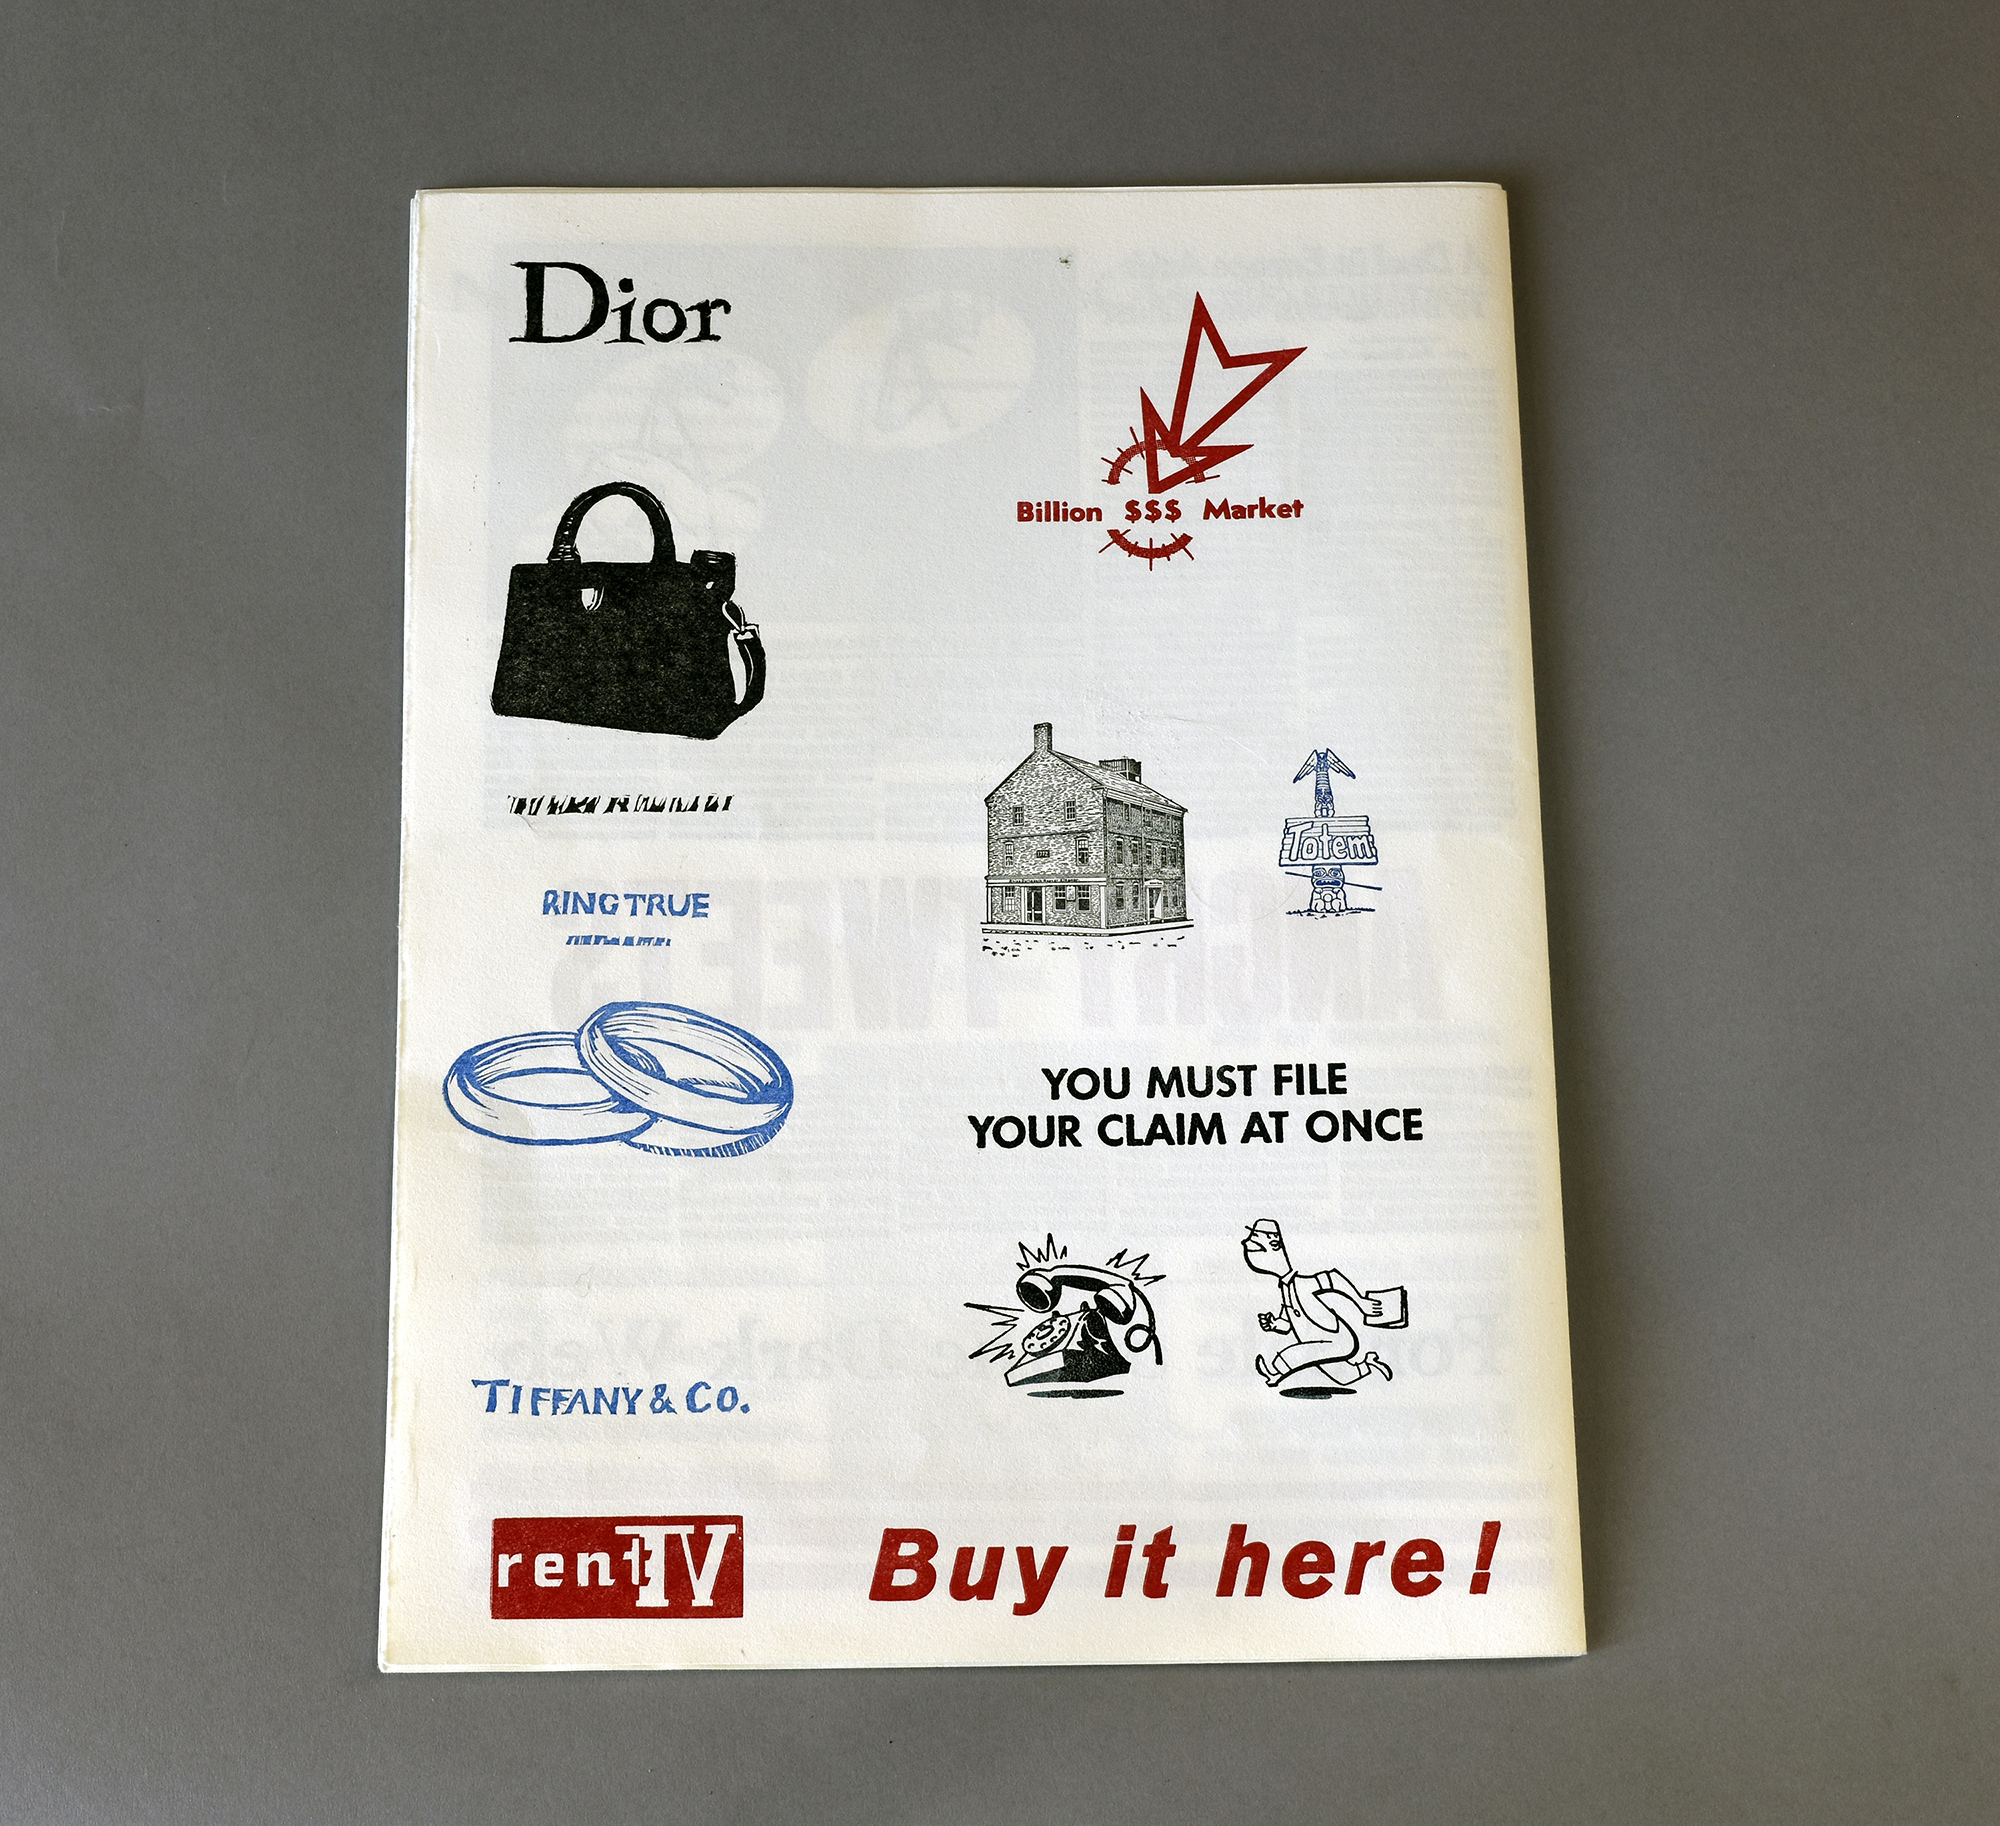 Dior
Billion $$$ Market
Totem
RING TRUE
YOU MUST FILE
YOUR CLAIM AT ONCE
TIFFANY & CO.
rentTV
Buy it here!